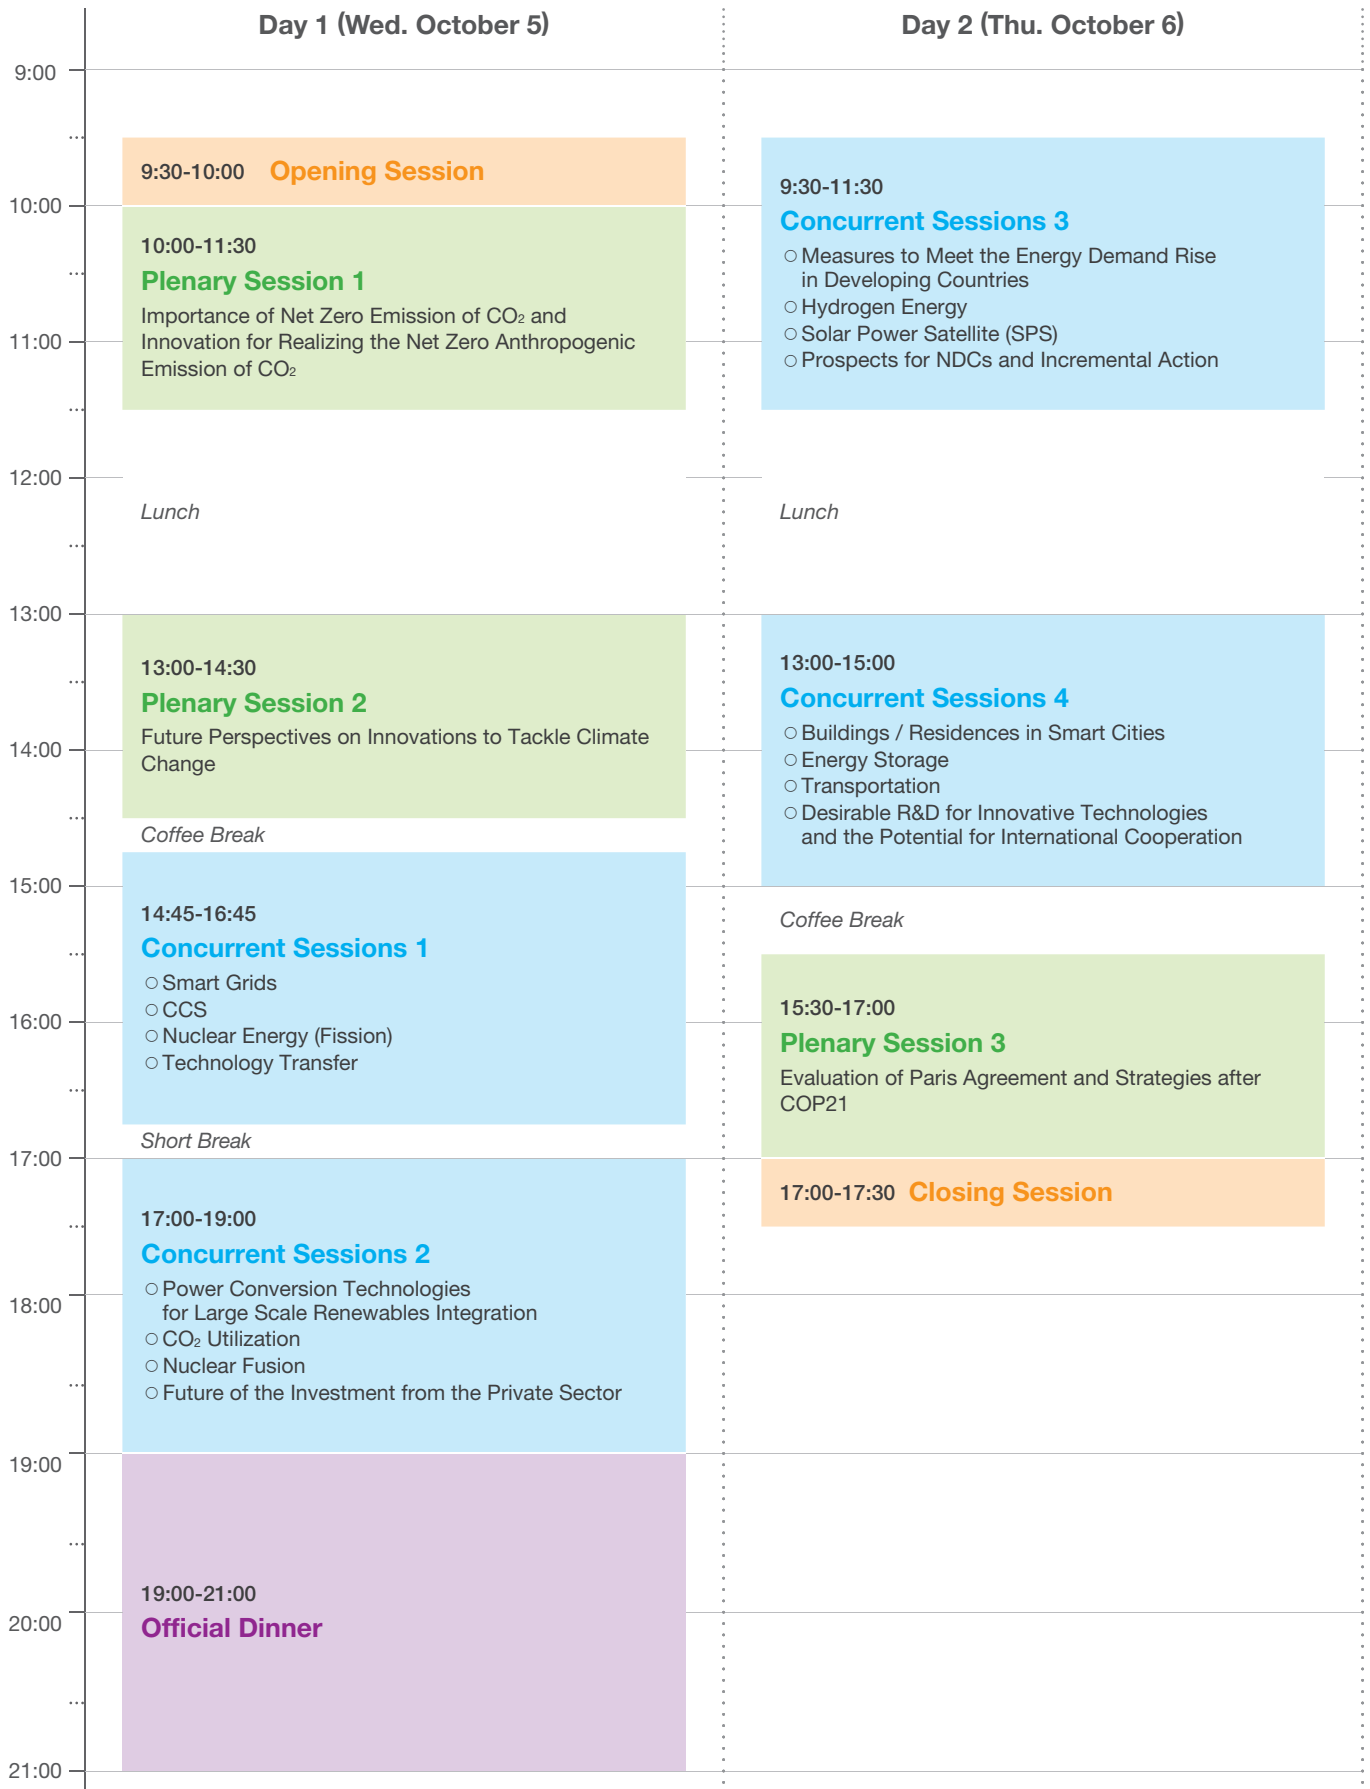 Day 1 (Wed. October 5)
Day 2 (Thu. October 6)
9:00
10:00
11:00
12:00
13:00
14:00
15:00
16:00
17:00
18:00
19:00
20:00
21:00
9:30-10:00 Opening Session
10:00-11:30
Plenary Session 1
Importance of Net Zero Emission of CO₂ and
Innovation for Realizing the Net Zero Anthropogenic
Emission of CO₂
Lunch
13:00-14:30
Plenary Session 2
Future Perspectives on Innovations to Tackle Climate
Change
Coffee Break
14:45-16:45
Concurrent Sessions 1
○ Smart Grids
○ CCS
○ Nuclear Energy (Fission)
○ Technology Transfer
Short Break
17:00-19:00
Concurrent Sessions 2
○ Power Conversion Technologies
for Large Scale Renewables Integration
○ CO₂ Utilization
○ Nuclear Fusion
○ Future of the Investment from the Private Sector
19:00-21:00
Official Dinner
9:30-11:30
Concurrent Sessions 3
○ Measures to Meet the Energy Demand Rise
in Developing Countries
○ Hydrogen Energy
○ Solar Power Satellite (SPS)
○ Prospects for NDCs and Incremental Action
Lunch
13:00-15:00
Concurrent Sessions 4
○ Buildings / Residences in Smart Cities
○ Energy Storage
○ Transportation
○ Desirable R&D for Innovative Technologies
and the Potential for International Cooperation
Coffee Break
15:30-17:00
Plenary Session 3
Evaluation of Paris Agreement and Strategies after
COP21
17:00-17:30 Closing Session